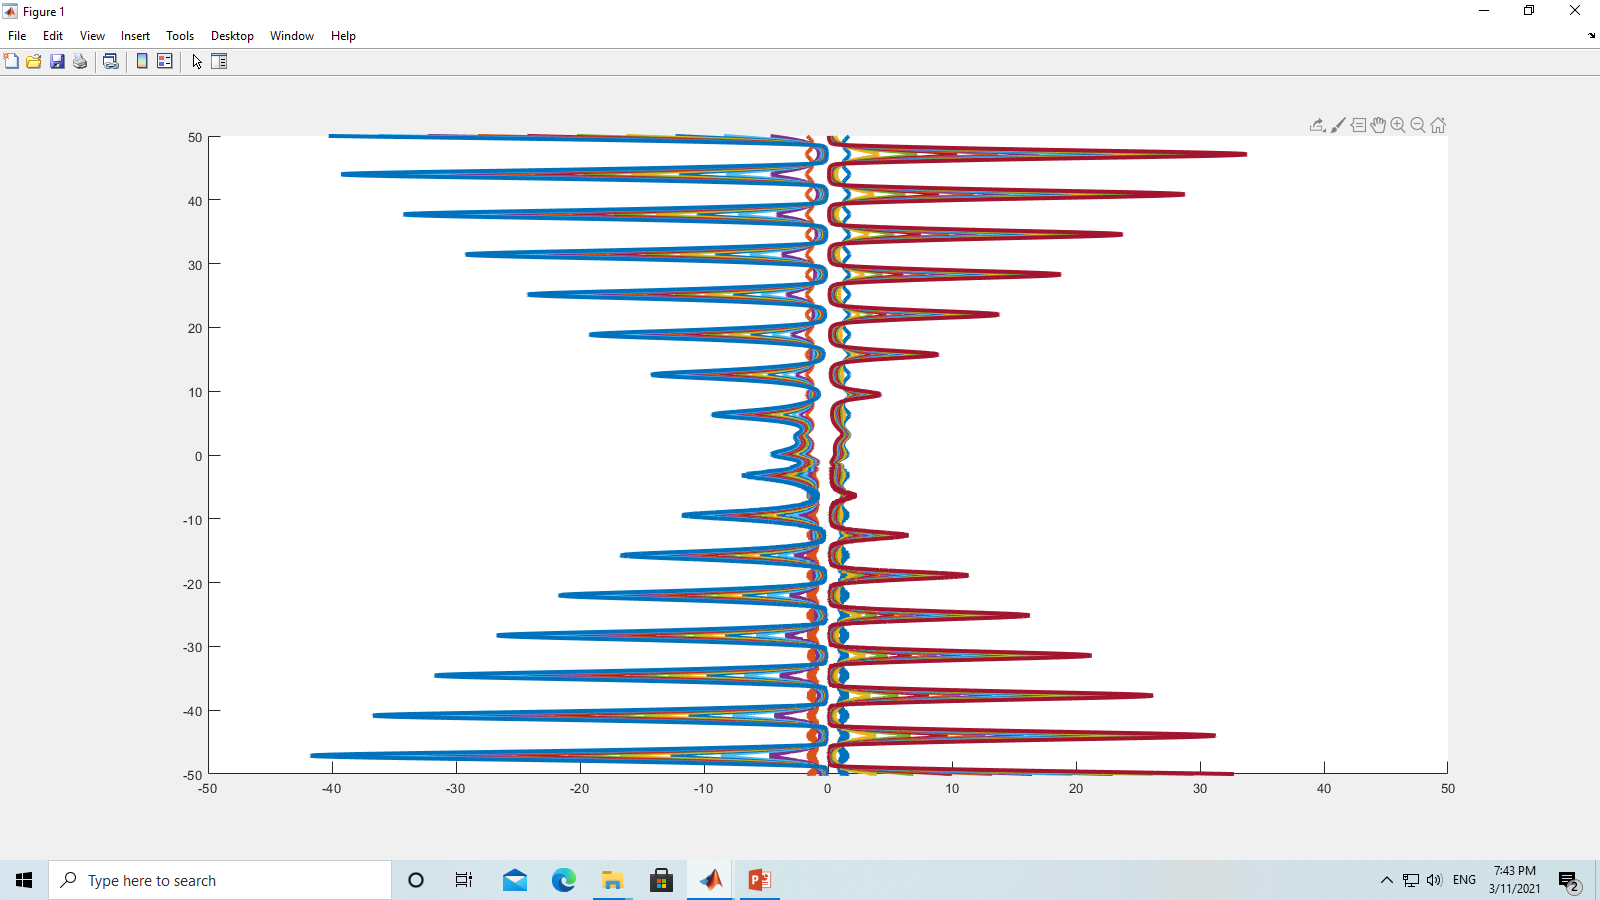 Figure 1
File Edit View Insert Tools Desktop Window Help
50
40
30
20
10
0
-10
-20
-30
-40
-50
-50 -40 -30 -20 -10 0 10 20 30 40 50
Type here to search
ENG
7:43 PM
3/11/2021
2